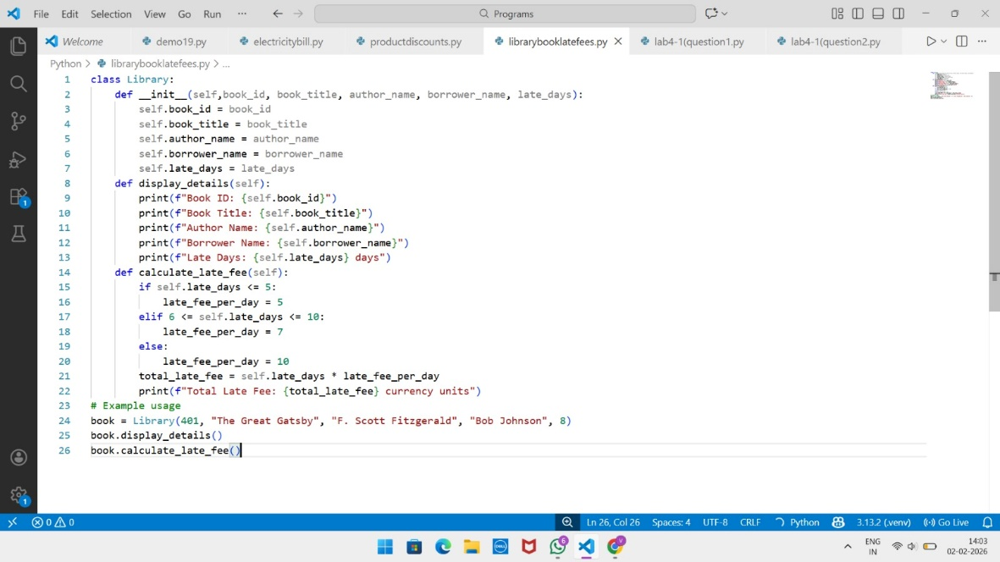 File Edit Selection View Go Run ··· Programs
Welcome demo19.py electricitybill.py productdiscounts.py librarybooklatefees.py lab4-1(question1.py lab4-1(question2.py
Python > librarybooklatefees.py > ...
1 class Library:
2 def __init__(self,book_id, book_title, author_name, borrower_name, late_days):
3 self.book_id = book_id
4 self.book_title = book_title
5 self.author_name = author_name
6 self.borrower_name = borrower_name
7 self.late_days = late_days
8 def display_details(self):
9 print(f"Book ID: {self.book_id}")
10 print(f"Book Title: {self.book_title}")
11 print(f"Author Name: {self.author_name}")
12 print(f"Borrower Name: {self.borrower_name}")
13 print(f"Late Days: {self.late_days} days")
14 def calculate_late_fee(self):
15 if self.late_days <= 5:
16 late_fee_per_day = 5
17 elif 6 <= self.late_days <= 10:
18 late_fee_per_day = 7
19 else:
20 late_fee_per_day = 10
21 total_late_fee = self.late_days * late_fee_per_day
22 print(f"Total Late Fee: {total_late_fee} currency units")
23 # Example usage
24 book = Library(401, "The Great Gatsby", "F. Scott Fitzgerald", "Bob Johnson", 8)
25 book.display_details()
26 book.calculate_late_fee()
1
1
0 0 Ln 26, Col 26 Spaces: 4 UTF-8 CRLF Python 3.13.2 (.venv) Go Live
DELL 6 V ENG 14:03
IN 02-02-2026